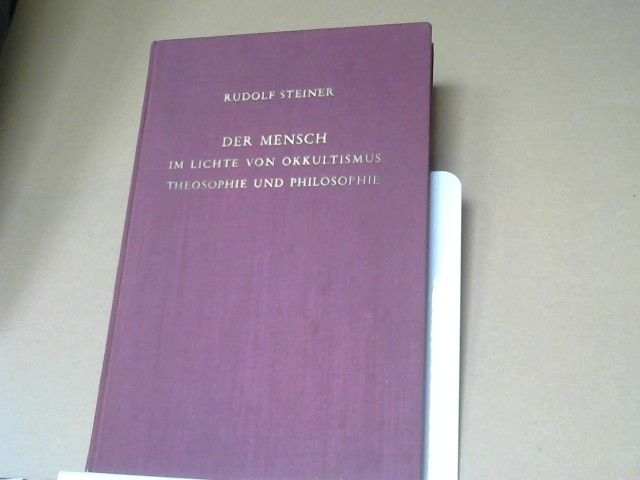 RUDOLF STEINER
DER MENSCH
IM LICHTE VON OKKULTISMUS
THEOSOPHIE UND PHILOSOPHIE